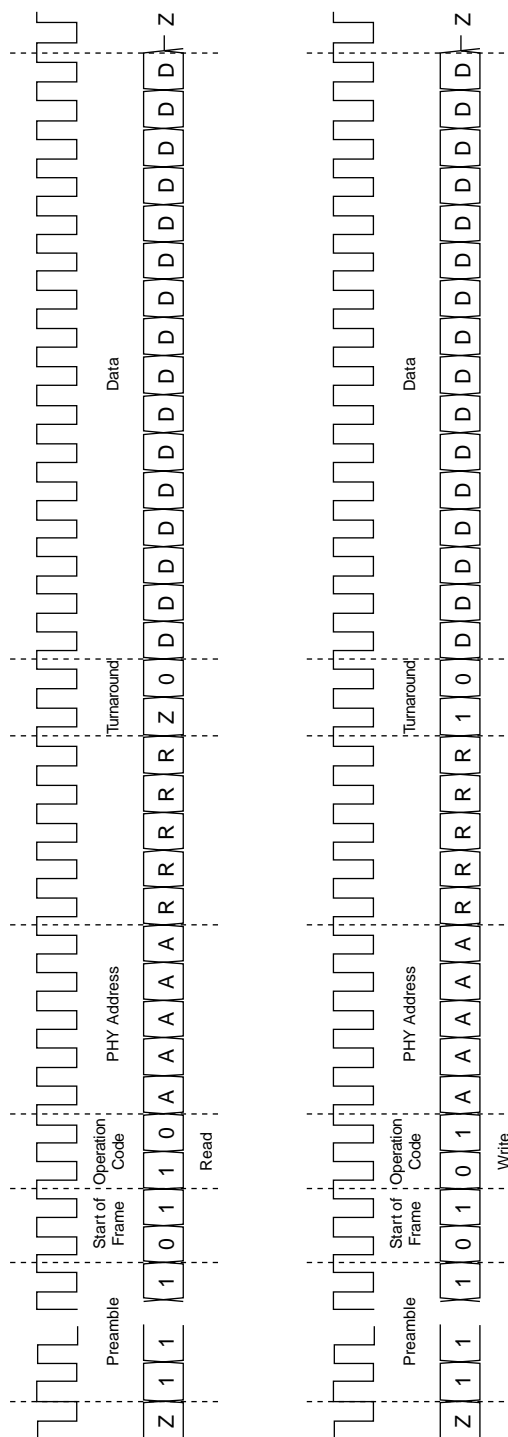 Preamble
Start of
Frame
Operation
Code
PHY Address
Turnaround
Data
Z 1 1 1 0 1 1 0 A A A A A R R R R R Z 0 D D D D D D D D D D D D D D D D Z
Read
Preamble
Start of
Frame
Operation
Code
PHY Address
Turnaround
Data
Z 1 1 1 0 1 0 1 A A A A A R R R R R 1 0 D D D D D D D D D D D D D D D D Z
Write